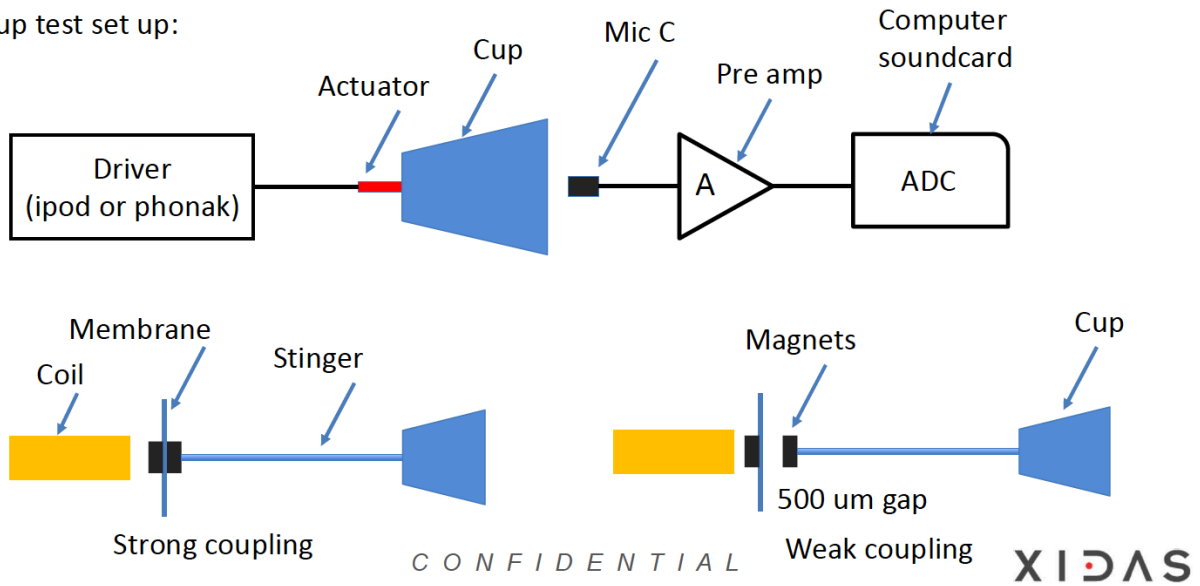 up test set up:
Cup
Mic C
Computer
soundcard
Actuator
Pre amp
Driver
(ipod or phonak)
A
ADC
Membrane
Coil
Stinger
Magnets
Cup
500 um gap
Strong coupling
Weak coupling
CONFIDENTIAL
XIDAS